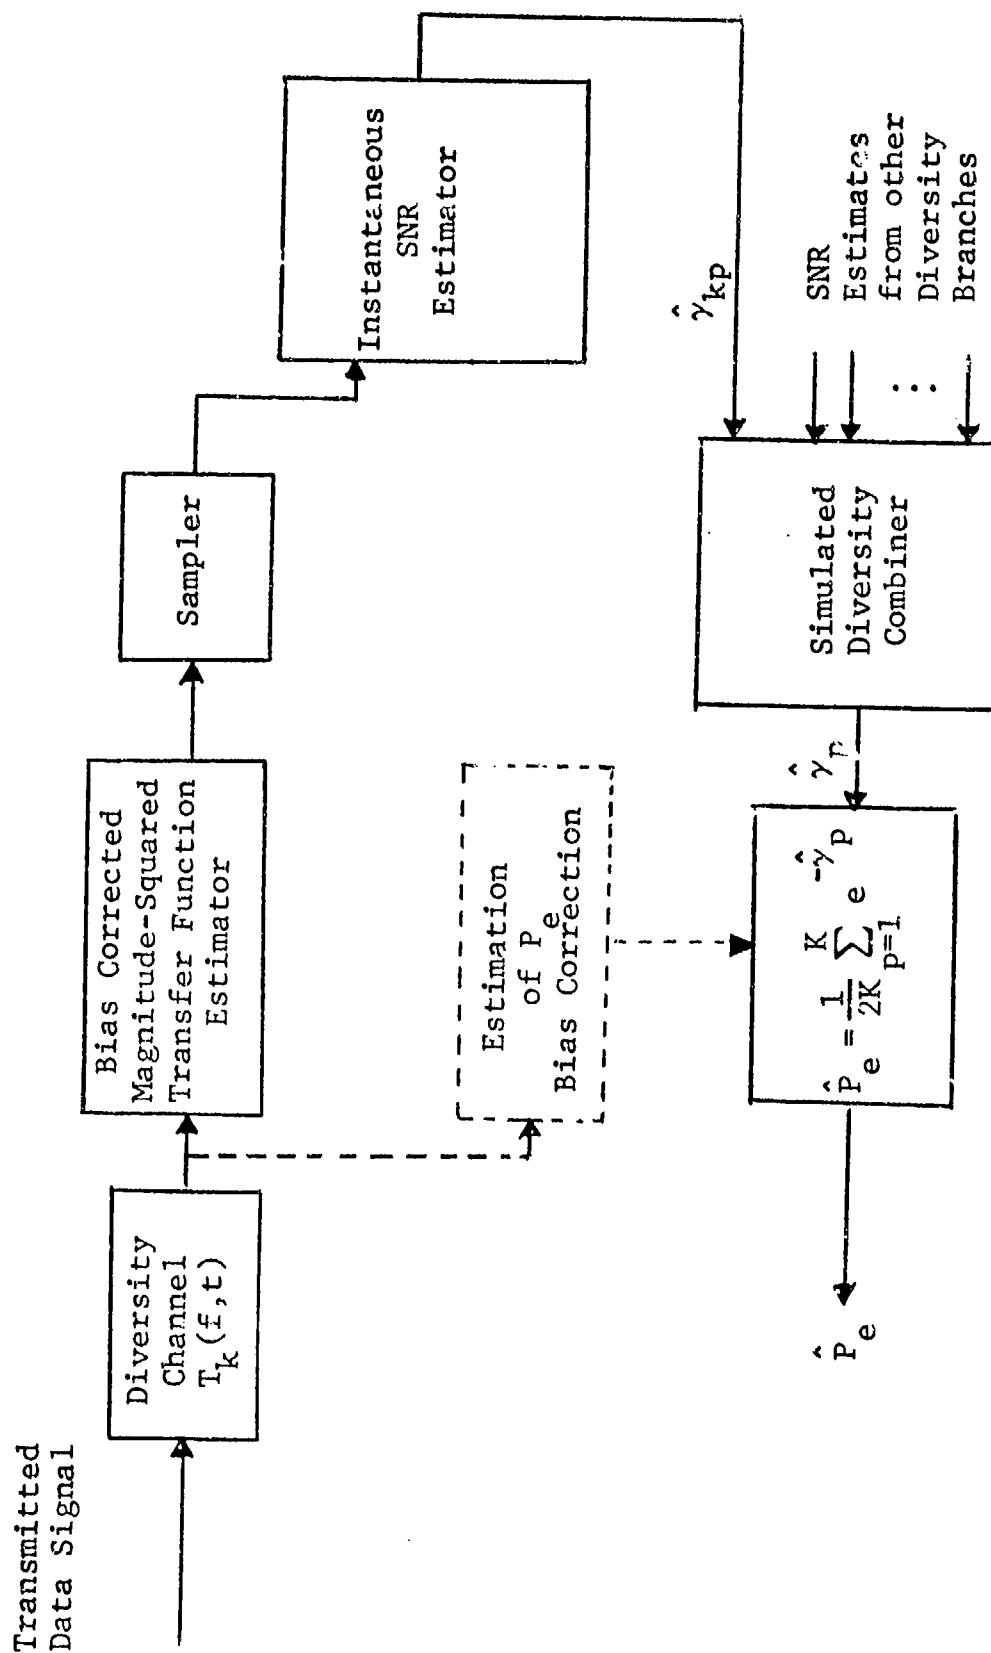 Transmitted
Data Signal
Diversity
Channel
T_k(f,t)
Bias Corrected
Magnitude-Squared
Transfer Function
Estimator
Sampler
Instantaneous
SNR
Estimator
γ̂_kp
SNR
Estimates
from other
Diversity
Branches
...
Simulated
Diversity
Combiner
γ̂_p
Estimation
of P_e
Bias Correction
P̂_e = 1/2K ∑_{p=1}^{K} e^{-γ̂_p}
P̂_e